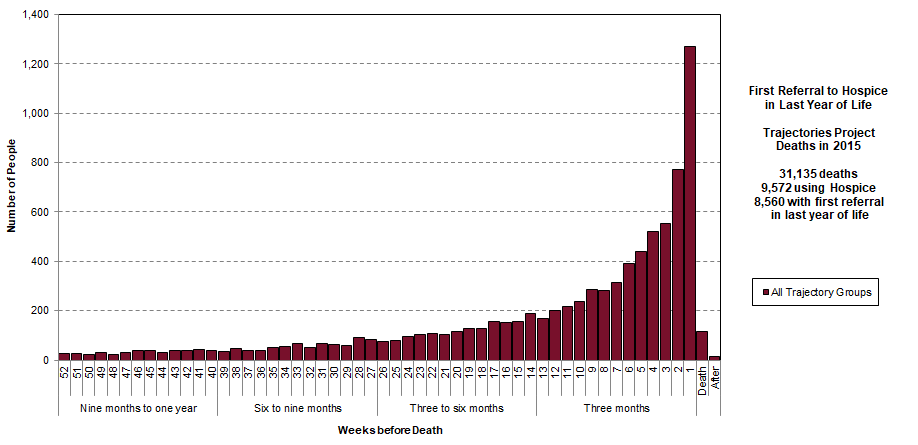 1,400
1,200
1,000
800
600
400
200
0
Number of People
52 51 50 49 48 47 46 45 44 43 42 41 40 39 38 37 36 35 34 33 32 31 30 29 28 27 26 25 24 23 22 21 20 19 18 17 16 15 14 13 12 11 10 9 8 7 6 5 4 3 2 1 Death After
Nine months to one year Six to nine months Three to six months Three months
Weeks before Death
First Referral to Hospice
in Last Year of Life
Trajectories Project
Deaths in 2015
31,135 deaths
9,572 using Hospice
8,560 with first referral
in last year of life
All Trajectory Groups